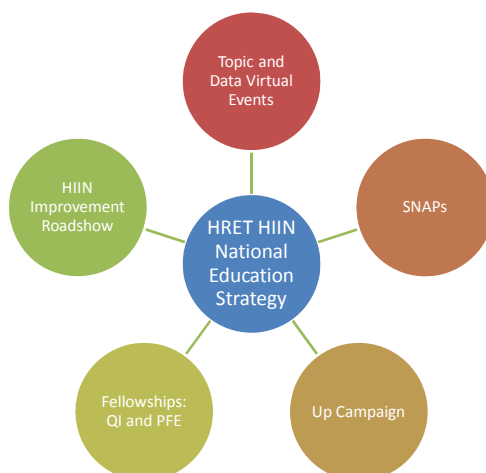 Topic and
Data Virtual
Events
HIIN
Improvement
Roadshow
SNAPs
HRET HIIN
National
Education
Strategy
Fellowships:
QI and PFE
Up Campaign